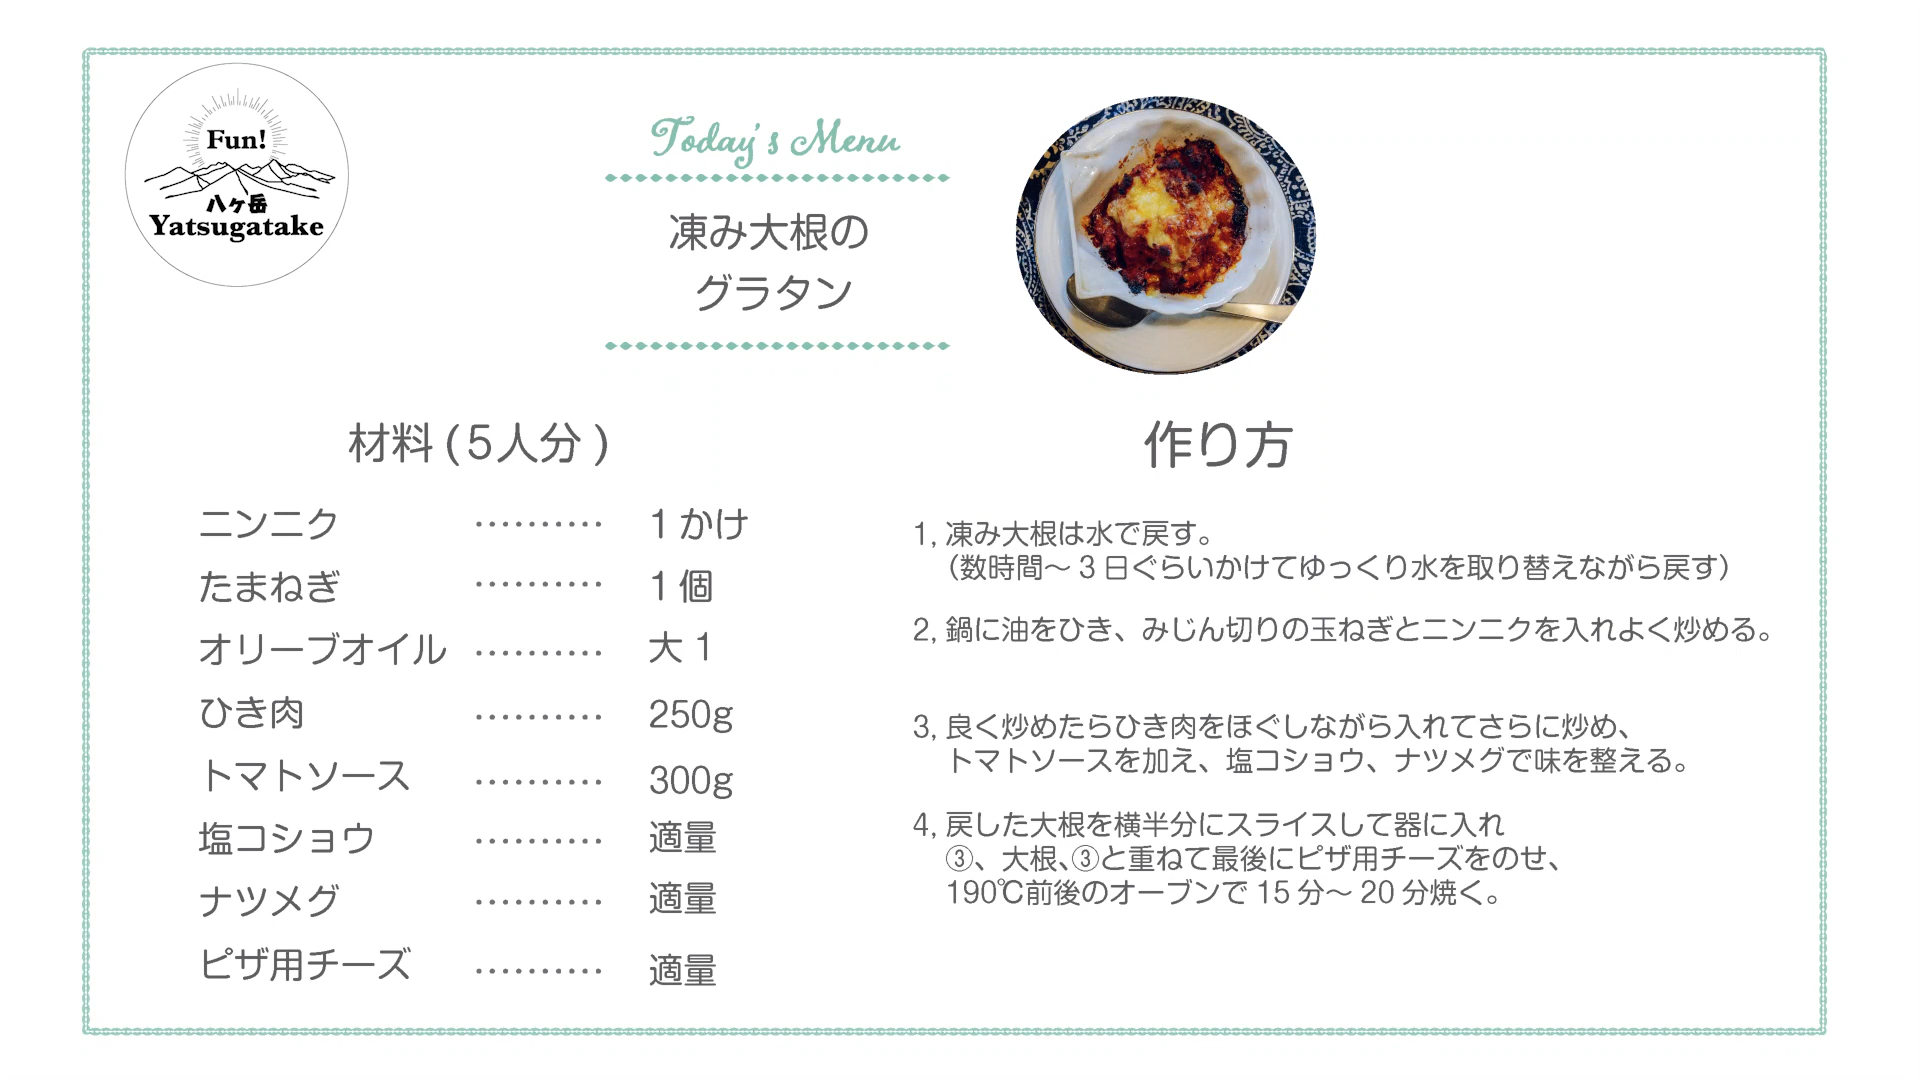 Fun!
八ヶ岳
Yatsugatake
Today's Menu
凍み大根の
グラタン
材料(5人分)
ニンニク ・・・・・・・・・・ 1かけ
たまねぎ ・・・・・・・・・・ 1個
オリーブオイル ・・・・・・・・・・ 大1
ひき肉 ・・・・・・・・・・ 250g
トマトソース ・・・・・・・・・・ 300g
塩コショウ ・・・・・・・・・・ 適量
ナツメグ ・・・・・・・・・・ 適量
ピザ用チーズ ・・・・・・・・・・ 適量
作り方
1, 凍み大根は水で戻す。
（数時間〜3日ぐらいかけてゆっくり水を取り替えながら戻す）
2, 鍋に油をひき、みじん切りの玉ねぎとニンニクを入れよく炒める。
3, 良く炒めたらひき肉をほぐしながら入れてさらに炒め、
トマトソースを加え、塩コショウ、ナツメグで味を整える。
4, 戻した大根を横半分にスライスして器に入れ
③、大根、③と重ねて最後にピザ用チーズをのせ、
190℃前後のオーブンで15分〜20分焼く。